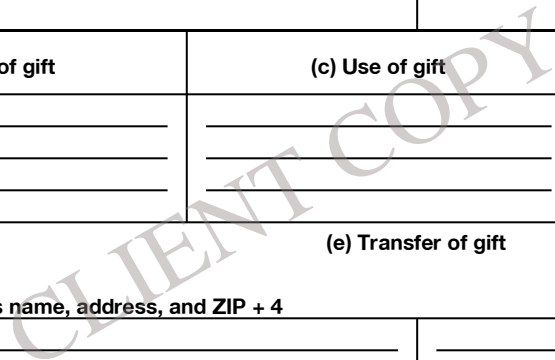 of gift
(c) Use of gift
(e) Transfer of gift
s name, address, and ZIP + 4
CLIENT COPY